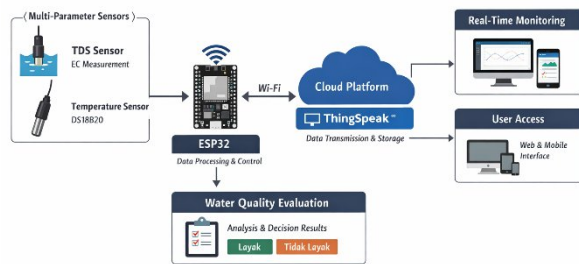 (Multi-Parameter Sensors)
TDS Sensor
EC Measurement
Temperature Sensor
DS18B20
ESP32
Data Processing & Control
Wi-Fi
Cloud Platform
ThingSpeak™
Data Transmission & Storage
Real-Time Monitoring
User Access
Web & Mobile
Interface
Water Quality Evaluation
Analysis & Decision Results
Layak
Tidak Layak